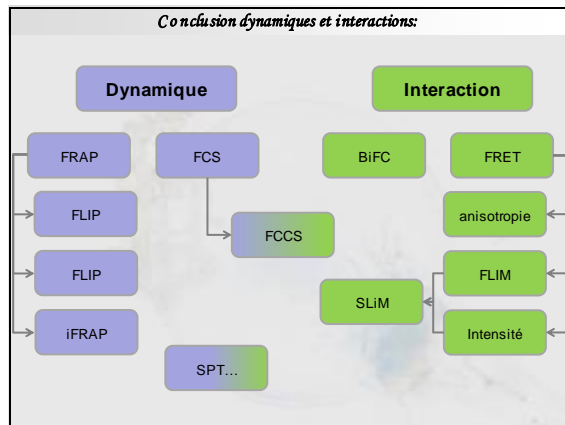 Conclusion dynamiques et interactions:
Dynamique
Interaction
FRAP
FCS
BiFC
FRET
FLIP
FCCS
anisotropie
FLIP
SLiM
FLIM
iFRAP
Intensité
SPT...